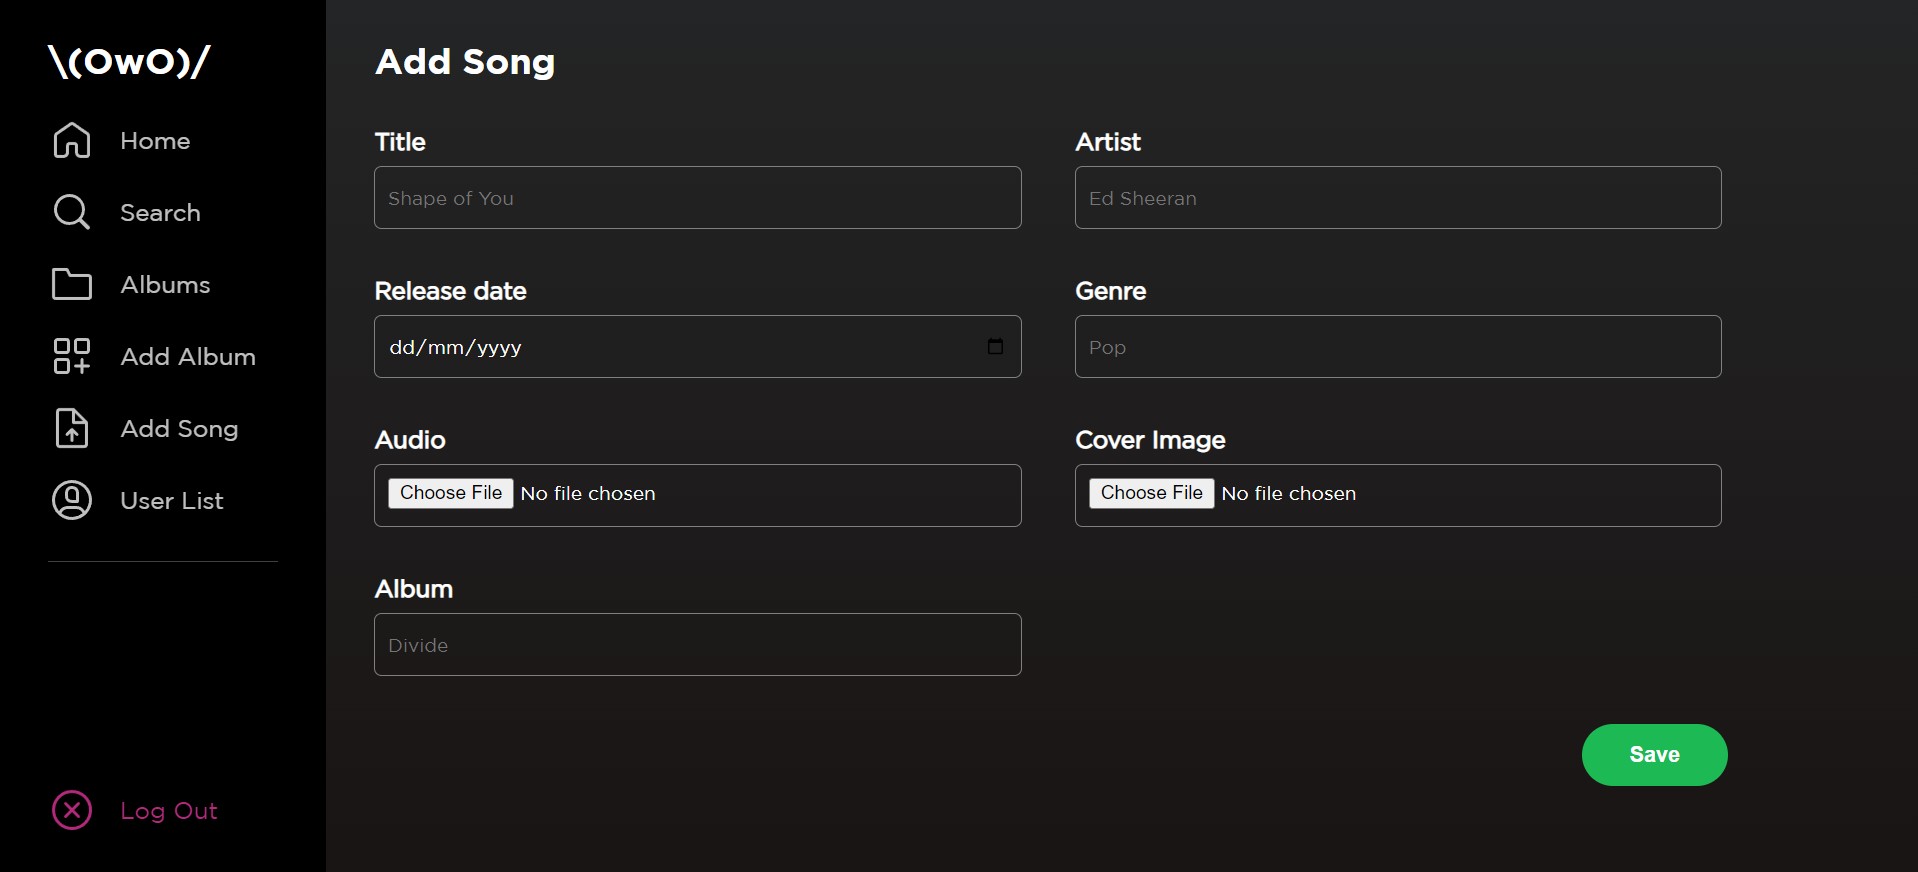 \(OwO)/
Home
Search
Albums
Add Album
Add Song
User List
Log Out
Add Song
Title
Shape of You
Artist
Ed Sheeran
Release date
dd/mm/yyyy
Genre
Pop
Audio
Choose File No file chosen
Cover Image
Choose File No file chosen
Album
Divide
Save